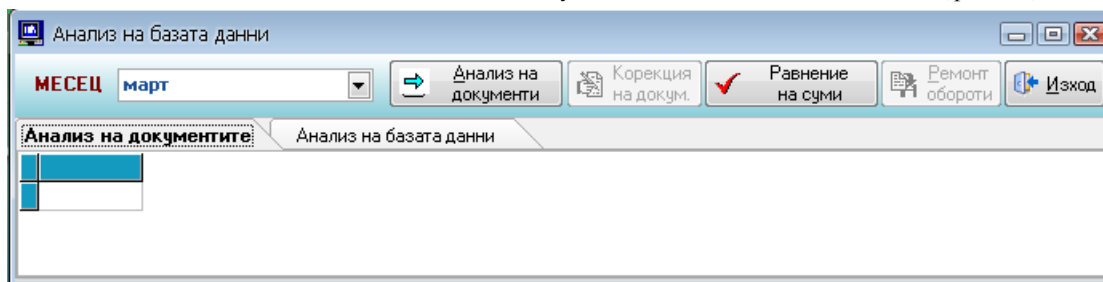 Анализ на базата данни
МЕСЕЦ март Анализ на Корекция Равнение Ремонт Изход
документи на докум. на суми обороти
Анализ на документите Анализ на базата данни